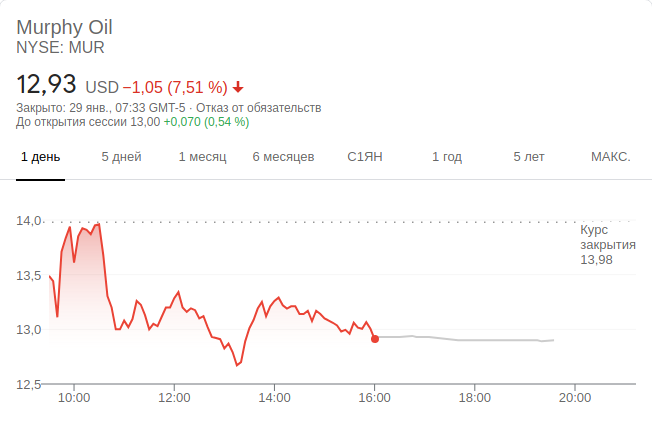 Murphy Oil
NYSE: MUR
12,93 USD −1,05 (7,51 %)
Закрыто: 29 янв., 07:33 GMT-5 · Отказ от обязательств
До открытия сессии 13,00 +0,070 (0,54 %)
1 день 5 дней 1 месяц 6 месяцев С1ЯН 1 год 5 лет МАКС.
14,0
Курс
закрытия
13,98
13,5
13,0
12,5
10:00 12:00 14:00 16:00 18:00 20:00